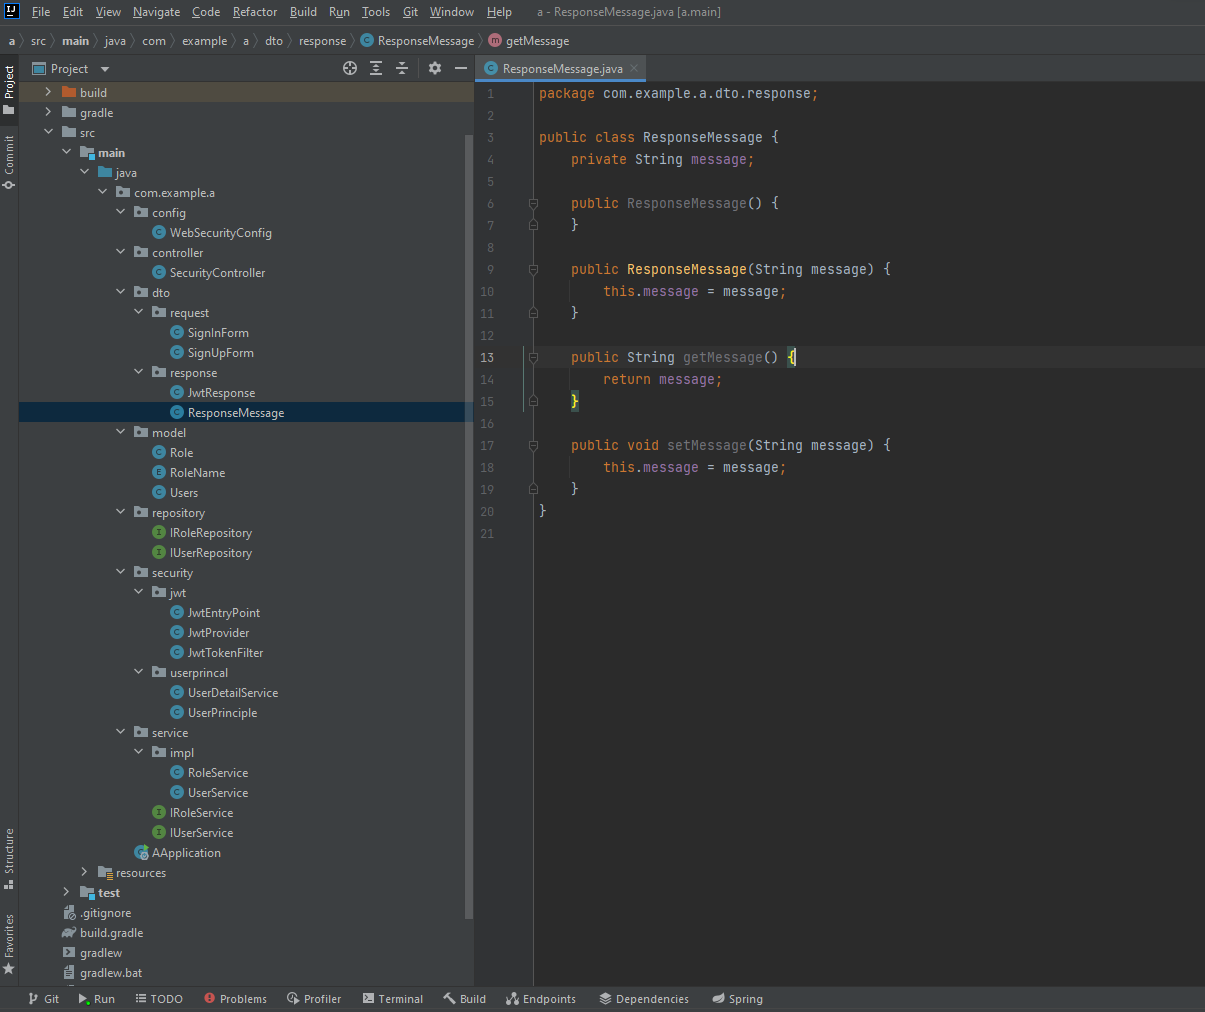 File Edit View Navigate Code Refactor Build Run Tools Git Window Help a - ResponseMessage.java [a.main]
a src main java com example a dto response ResponseMessage getMessage
Project
Commit
Structure
Favorites
Project
build
gradle
src
main
java
com.example.a
config
WebSecurityConfig
controller
SecurityController
dto
request
SignInForm
SignUpForm
response
JwtResponse
ResponseMessage
model
Role
RoleName
Users
repository
IRoleRepository
IUserRepository
security
jwt
JwtEntryPoint
JwtProvider
JwtTokenFilter
userprincal
UserDetailService
UserPrinciple
service
impl
RoleService
UserService
IRoleService
IUserService
AApplication
resources
test
.gitignore
build.gradle
gradlew
gradlew.bat
ResponseMessage.java
1 package com.example.a.dto.response;
2
3 public class ResponseMessage {
4 private String message;
5
6 public ResponseMessage() {
7 }
8
9 public ResponseMessage(String message) {
10 this.message = message;
11 }
12
13 public String getMessage() {
14 return message;
15 }
16
17 public void setMessage(String message) {
18 this.message = message;
19 }
20 }
21
Git Run TODO Problems Profiler Terminal Build Endpoints Dependencies Spring